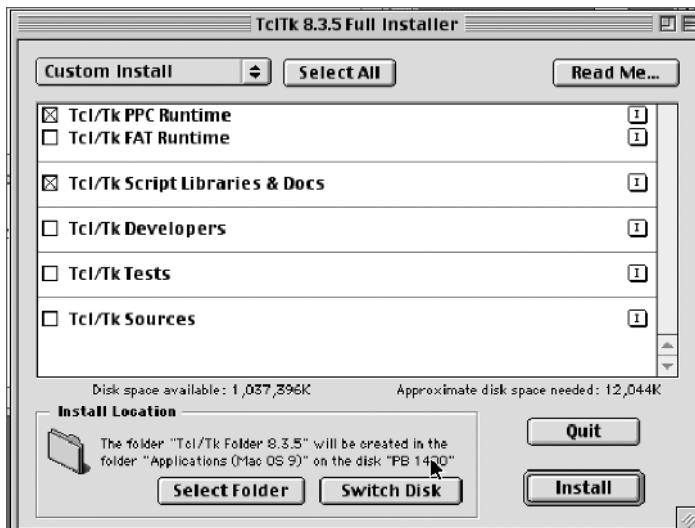 TclTk 8.3.5 Full Installer
Custom Install
Select All
Read Me...
Tcl/Tk PPC Runtime
I
Tcl/Tk FAT Runtime
I
Tcl/Tk Script Libraries & Docs
I
Tcl/Tk Developers
I
Tcl/Tk Tests
I
Tcl/Tk Sources
I
Disk space available: 1,037,396K
Approximate disk space needed: 12,044K
Install Location
The folder "Tcl/Tk Folder 8.3.5" will be created in the
folder "Applications (Mac OS 9)" on the disk "PB 1400"
Select Folder
Switch Disk
Quit
Install